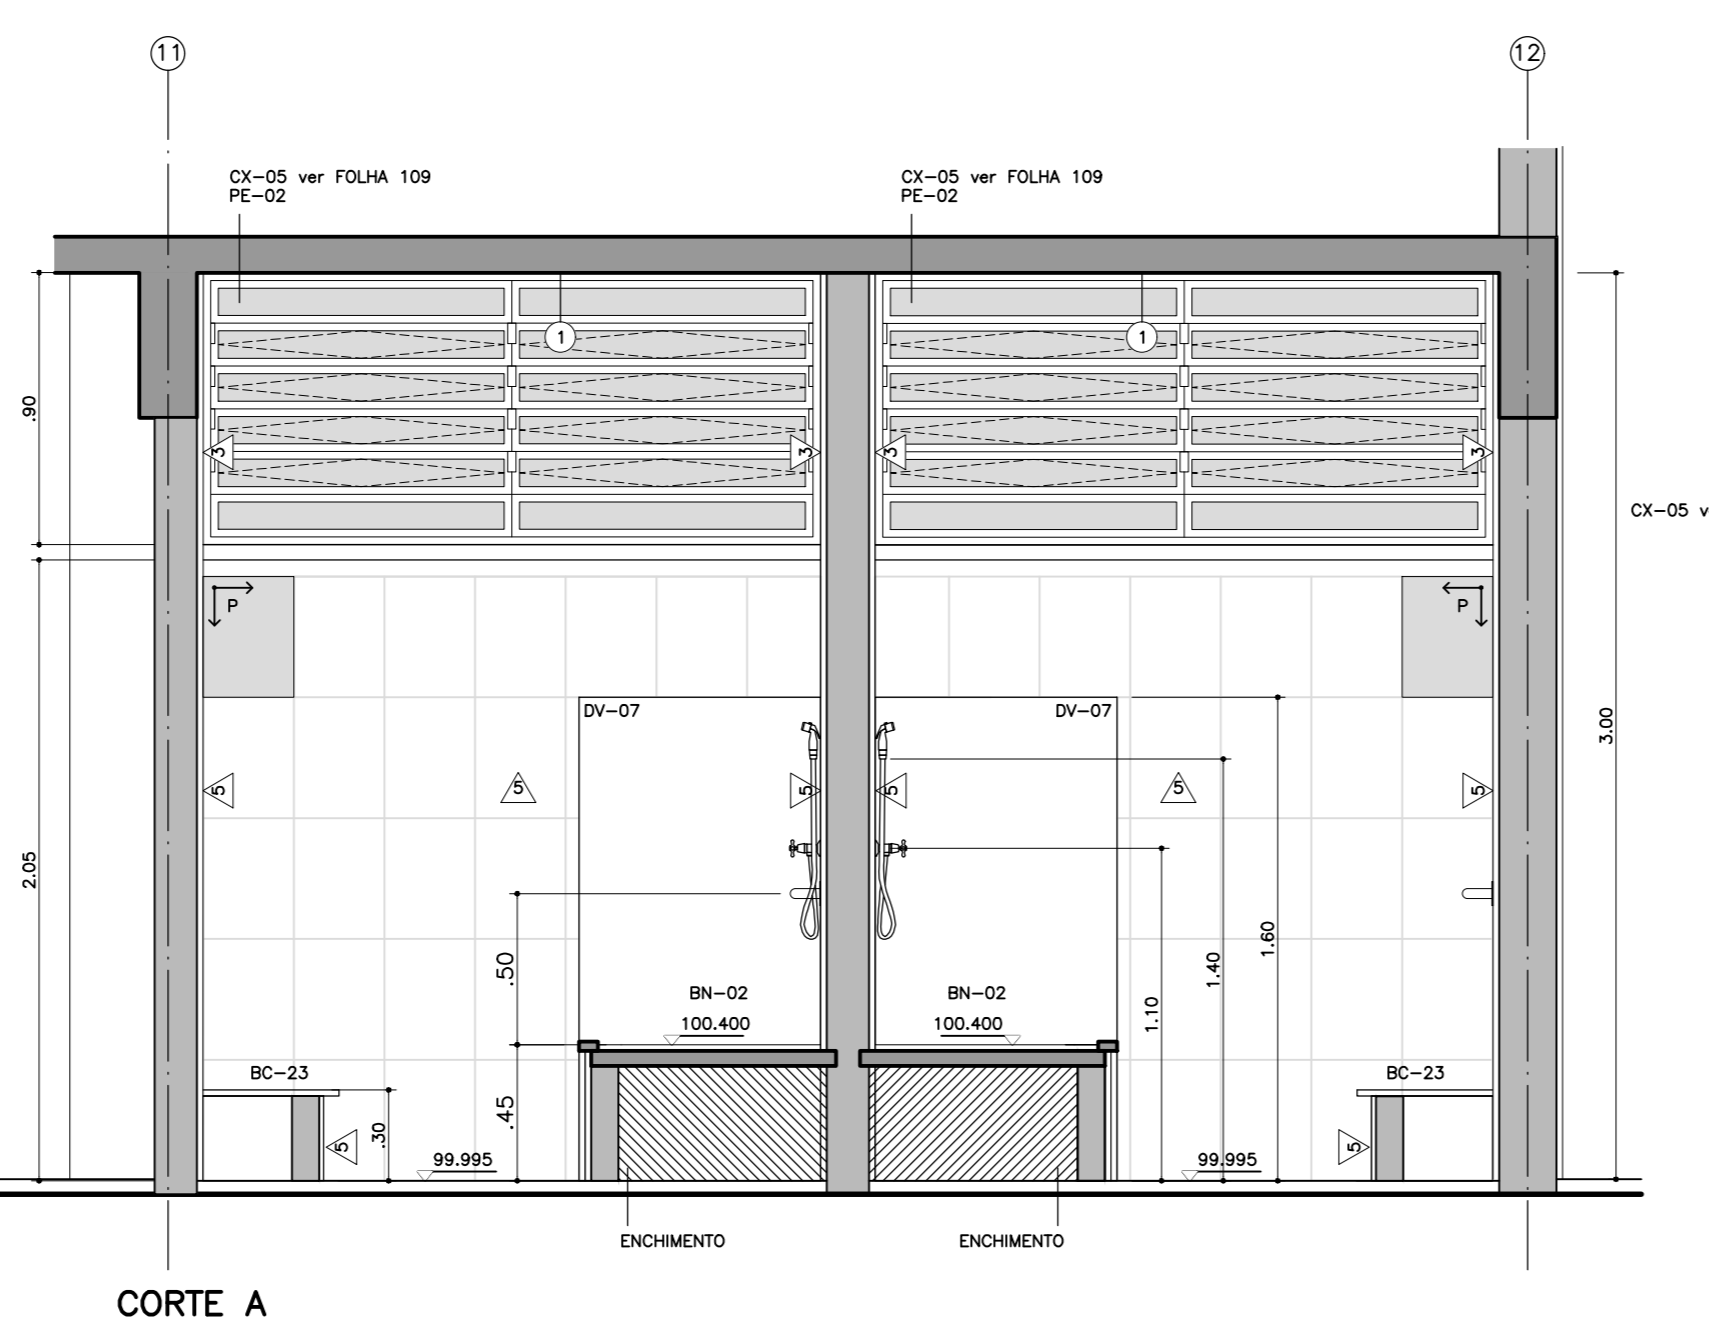 11
12
CX-05 ver FOLHA 109
PE-02
CX-05 ver FOLHA 109
PE-02
1
1
.90
3
3
3
3
CX-05 v
P
P
DV-07
DV-07
3.00
5
5
5
5
5
5
2.05
.50
1.60
1.40
1.10
BN-02
BN-02
100.400
100.400
BC-23
BC-23
.45
.30
5
5
99.995
99.995
ENCHIMENTO
ENCHIMENTO
CORTE A